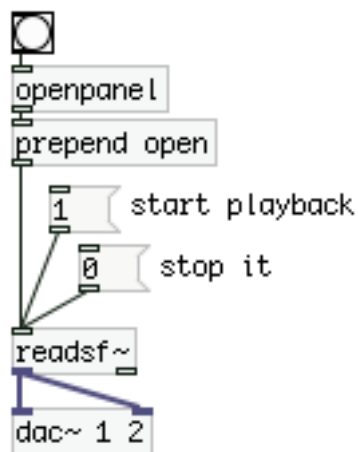 openpanel
prepend open
1 start playback
0 stop it
readsf~
dac~ 1 2